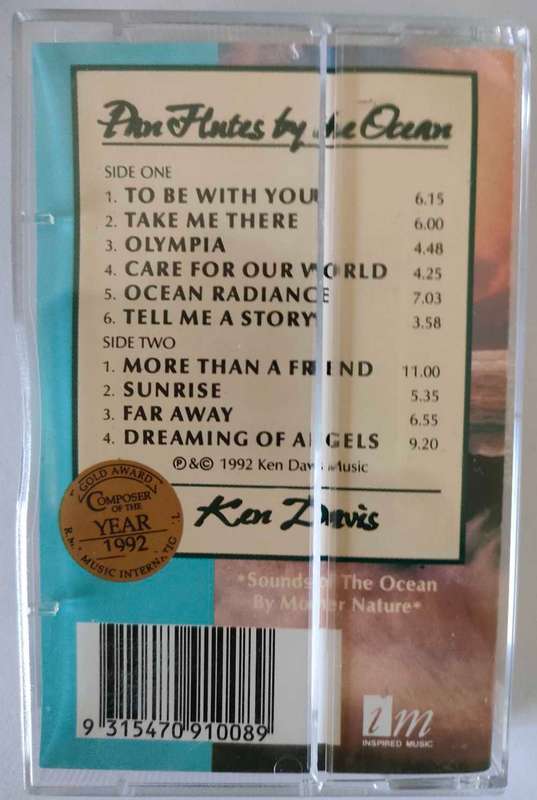 Pan Flutes by the Ocean
SIDE ONE
1. TO BE WITH YOU 6.15
2. TAKE ME THERE 6.00
3. OLYMPIA 4.48
4. CARE FOR OUR WORLD 4.25
5. OCEAN RADIANCE 7.03
6. TELL ME A STORY 3.58
SIDE TWO
1. MORE THAN A FRIEND 11.00
2. SUNRISE 5.35
3. FAR AWAY 6.55
4. DREAMING OF ANGELS 9.20
℗&© 1992 Ken Davis Music
Ken Davis
GOLD AWARD
COMPOSER
OF THE
YEAR
1992
MUSIC
*Sounds of The Ocean
By Mother Nature*
9 315470 910089
im
INSPIRED MUSIC